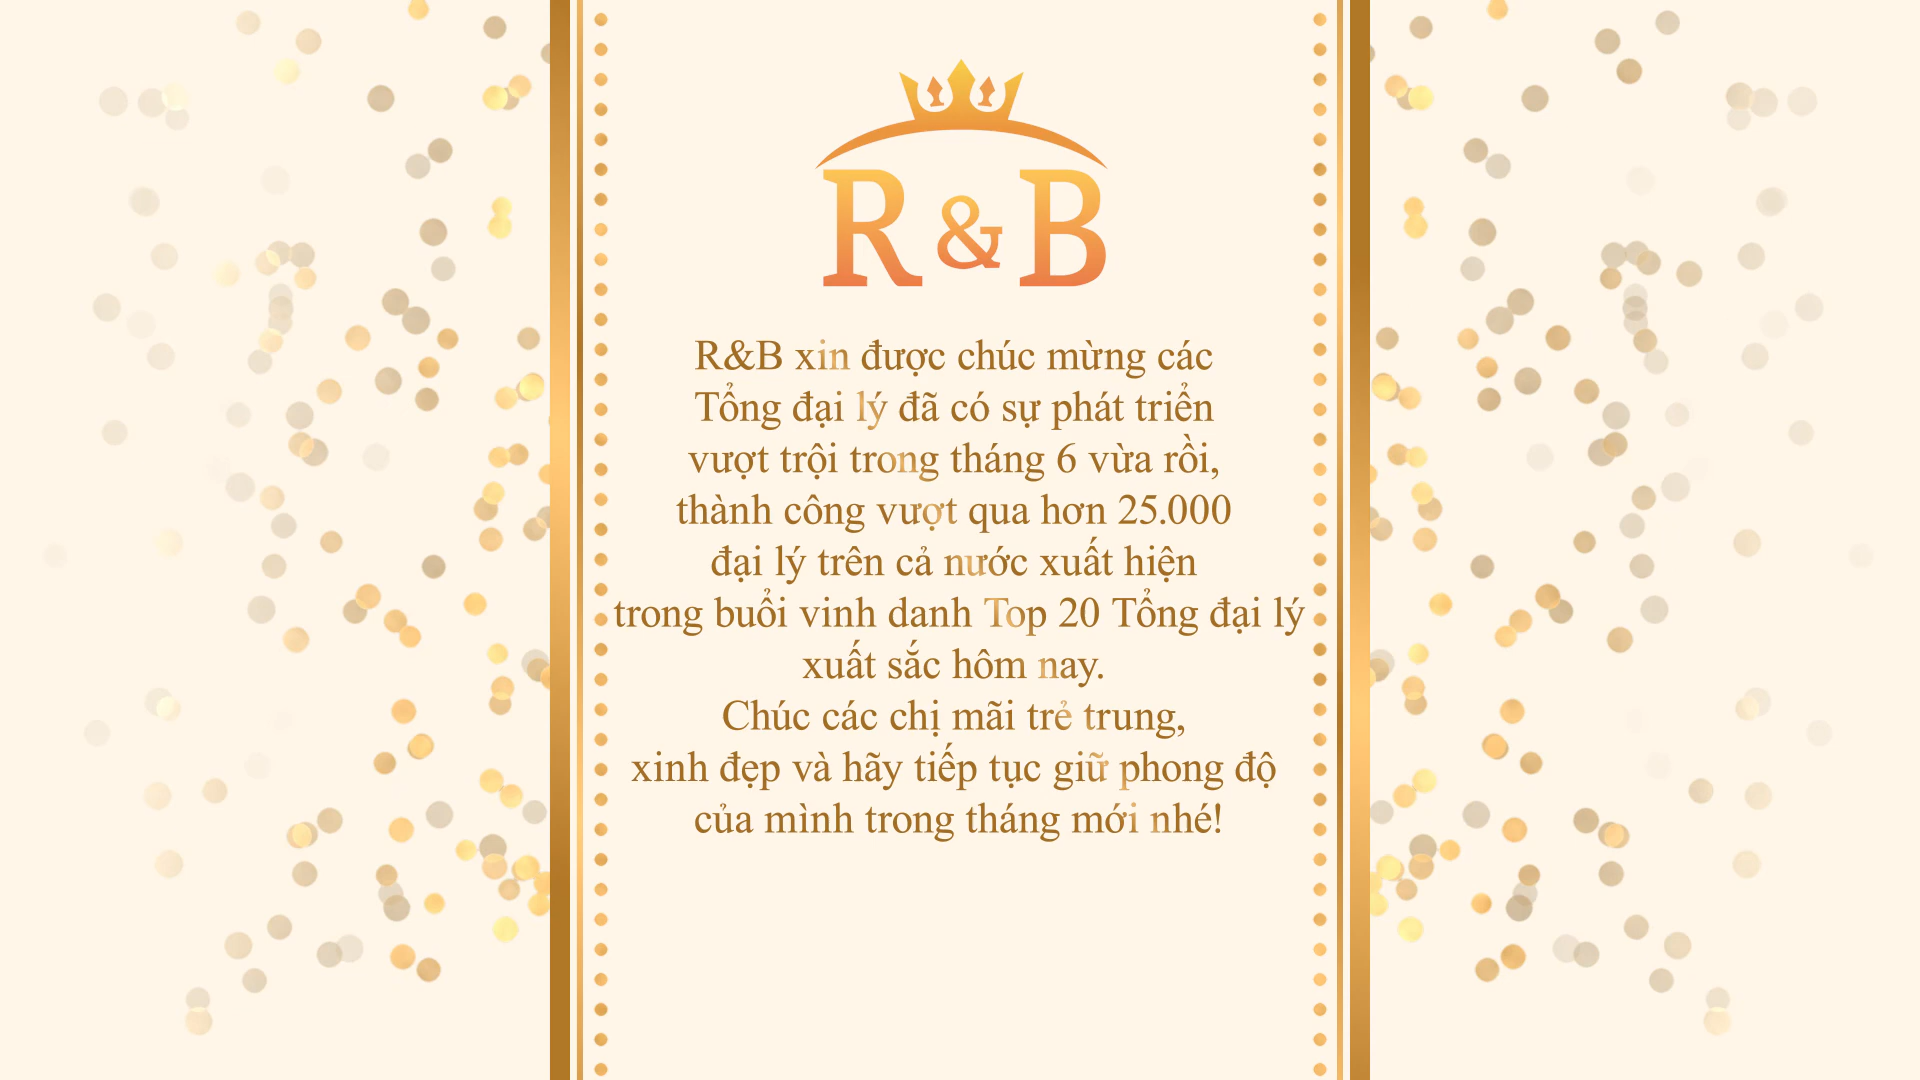 R&B
R&B xin được chúc mừng các
Tổng đại lý đã có sự phát triển
vượt trội trong tháng 6 vừa rồi,
thành công vượt qua hơn 25.000
đại lý trên cả nước xuất hiện
trong buổi vinh danh Top 20 Tổng đại lý
xuất sắc hôm nay.
Chúc các chị mãi trẻ trung,
xinh đẹp và hãy tiếp tục giữ phong độ
của mình trong tháng mới nhé!